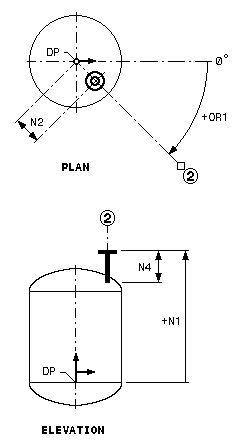 DP
0°
N2
+OR1
PLAN
2
2
N4
+N1
DP
ELEVATION